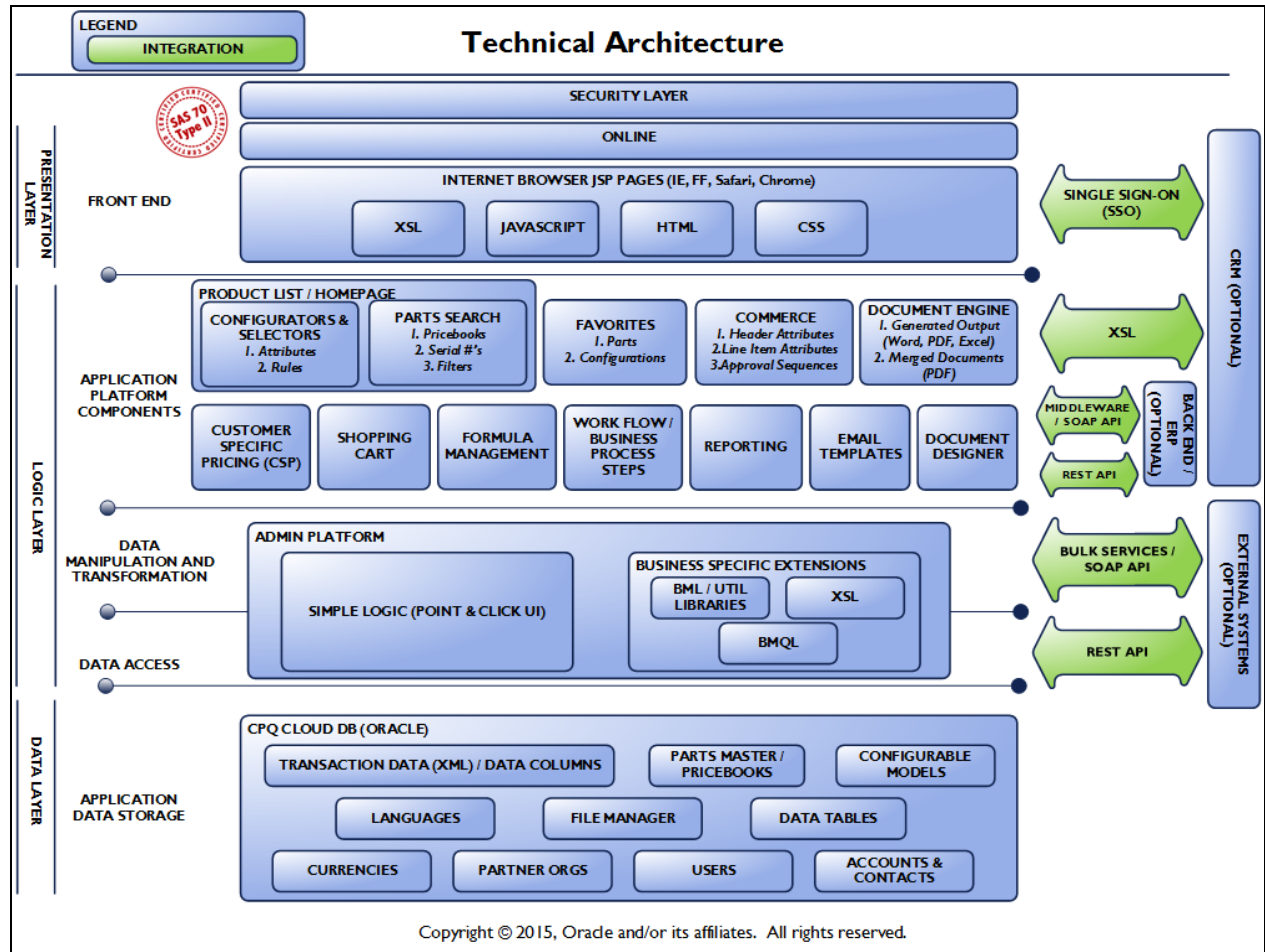 LEGEND
INTEGRATION
Technical Architecture
SAS 70
Type II
CERTIFIED CERTIFIED CERTIFIED CERTIFIED
SECURITY LAYER
ONLINE
PRESENTATION
LAYER
FRONT END
INTERNET BROWSER JSP PAGES (IE, FF, Safari, Chrome)
XSL
JAVASCRIPT
HTML
CSS
SINGLE SIGN-ON
(SSO)
CRM (OPTIONAL)
LOGIC LAYER
APPLICATION
PLATFORM
COMPONENTS
PRODUCT LIST / HOMEPAGE
CONFIGURATORS &
SELECTORS
1. Attributes
2. Rules
PARTS SEARCH
1. Pricebooks
2. Serial #'s
3. Filters
FAVORITES
1. Parts
2. Configurations
COMMERCE
1. Header Attributes
2.Line Item Attributes
3.Approval Sequences
DOCUMENT ENGINE
1. Generated Output
(Word, PDF, Excel)
2. Merged Documents
(PDF)
XSL
CUSTOMER
SPECIFIC
PRICING (CSP)
SHOPPING
CART
FORMULA
MANAGEMENT
WORK FLOW /
BUSINESS
PROCESS
STEPS
REPORTING
EMAIL
TEMPLATES
DOCUMENT
DESIGNER
MIDDLEWARE
/ SOAP API
REST API
BACK END /
ERP
(OPTIONAL)
DATA
MANIPULATION AND
TRANSFORMATION
DATA ACCESS
ADMIN PLATFORM
SIMPLE LOGIC (POINT & CLICK UI)
BUSINESS SPECIFIC EXTENSIONS
BML / UTIL
LIBRARIES
XSL
BMQL
BULK SERVICES /
SOAP API
REST API
EXTERNAL SYSTEMS
(OPTIONAL)
DATA LAYER
APPLICATION
DATA STORAGE
CPQ CLOUD DB (ORACLE)
TRANSACTION DATA (XML) / DATA COLUMNS
PARTS MASTER /
PRICEBOOKS
CONFIGURABLE
MODELS
LANGUAGES
FILE MANAGER
DATA TABLES
CURRENCIES
PARTNER ORGS
USERS
ACCOUNTS &
CONTACTS
Copyright © 2015, Oracle and/or its affiliates. All rights reserved.